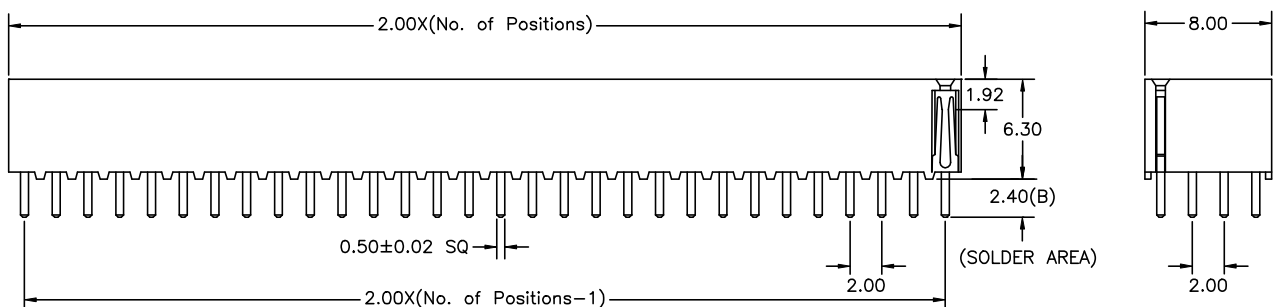 2.00X(No. of Positions)
8.00
1.92
6.30
2.40(B)
0.50±0.02 SQ
(SOLDER AREA)
2.00
2.00
2.00X(No. of Positions-1)